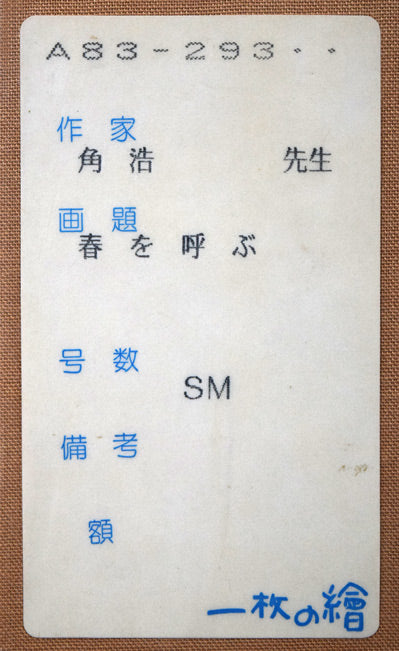 A83-293・・
作家
角浩 先生
画題
春を呼ぶ
号数
SM
備考
額
一枚の繪